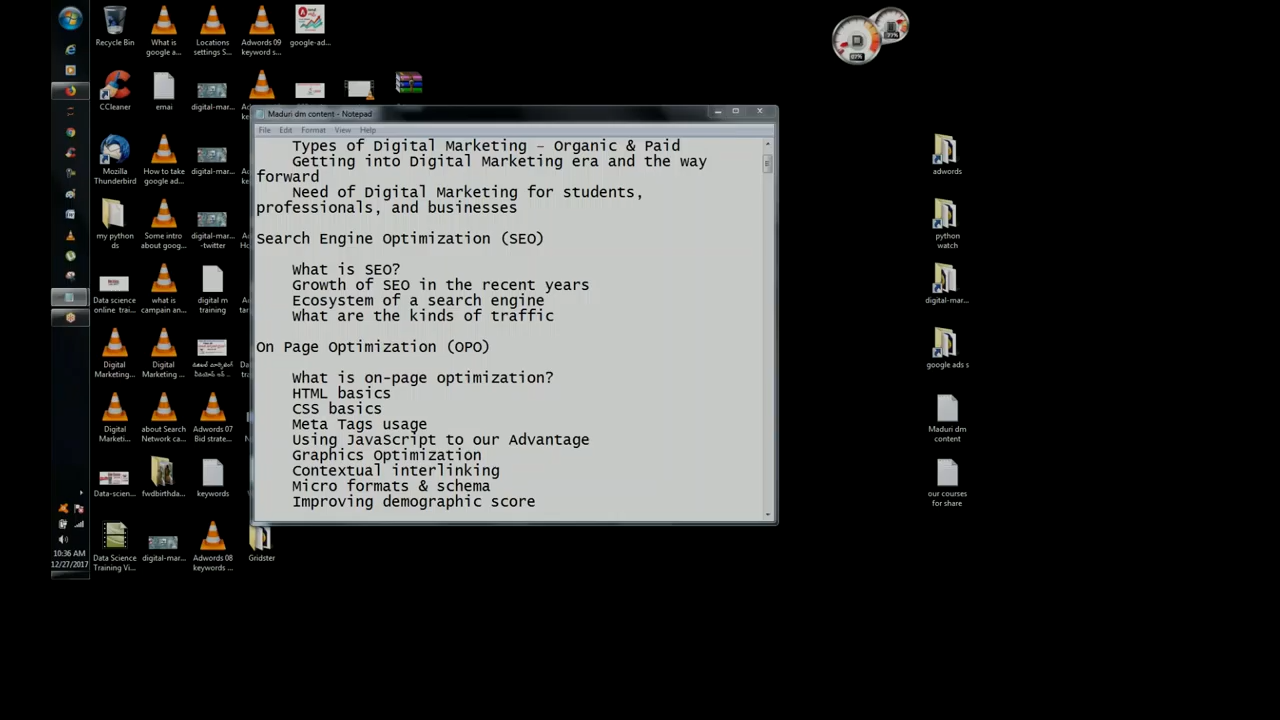 Recycle Bin
What is google a...
Locations settings S...
Adwords 09 keyword s...
google-ad...
CCleaner
emai
digital-mar...
Maduri dm content - Notepad
File Edit Format View Help
Types of Digital Marketing – Organic & Paid
Getting into Digital Marketing era and the way
forward
Need of Digital Marketing for students,
professionals, and businesses
Search Engine Optimization (SEO)
What is SEO?
Growth of SEO in the recent years
Ecosystem of a search engine
What are the kinds of traffic
On Page Optimization (OPO)
What is on-page optimization?
HTML basics
CSS basics
Meta Tags usage
Using JavaScript to our Advantage
Graphics Optimization
Contextual interlinking
Micro formats & schema
Improving demographic score
Mozilla Thunderbird
How to take google ad...
digital-mar...
my python ds
Some intro about goog...
digital-mar -twitter
Data science online trai...
what is campain an...
digital m training
Digital Marketing...
Digital Marketing ...
Digital Marketi...
about Search Network ca...
Adwords 07 Bid strate...
Data-scien...
fwdbirthda...
keywords
Data Science Training Vi...
digital-mar...
Adwords 08 keywords ...
Gridster
10:36 AM
12/27/2017
87%
77%
adwords
python watch
digital-mar...
google ads s
Maduri dm content
our courses for share